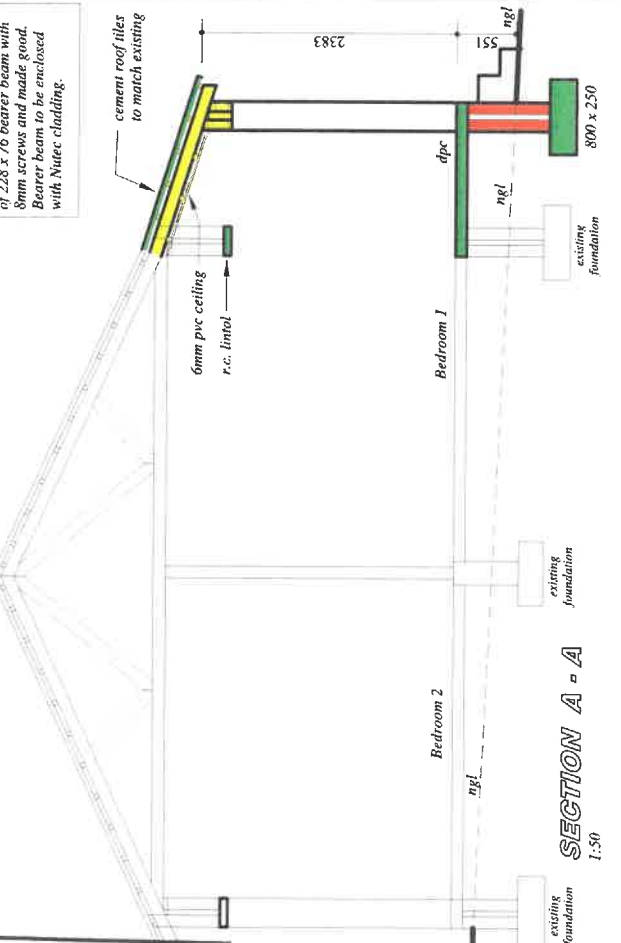 of 228 x 76 bearer beam with
8mm screws and made good.
Bearer beam to be enclosed
with Nutec cladding.
cement roof tiles
to match existing
2383
551
ngl
6mm pvc ceiling
r.c. lintol
dpc
ngl
Bedroom 1
800 x 250
existing
foundation
Bedroom 2
ngl
existing
foundation
existing
foundation
SECTION A - A
1:50